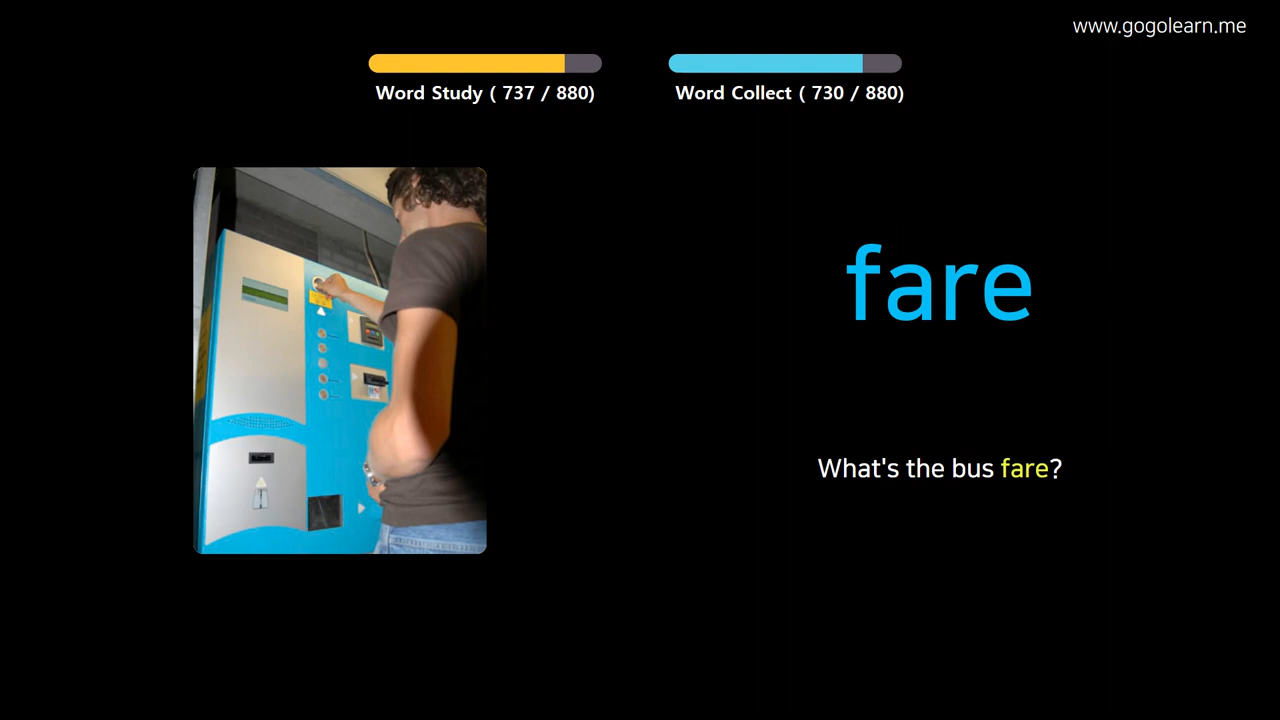 www.gogolearn.me
Word Study ( 737 / 880)
Word Collect ( 730 / 880)
fare
What's the bus fare?